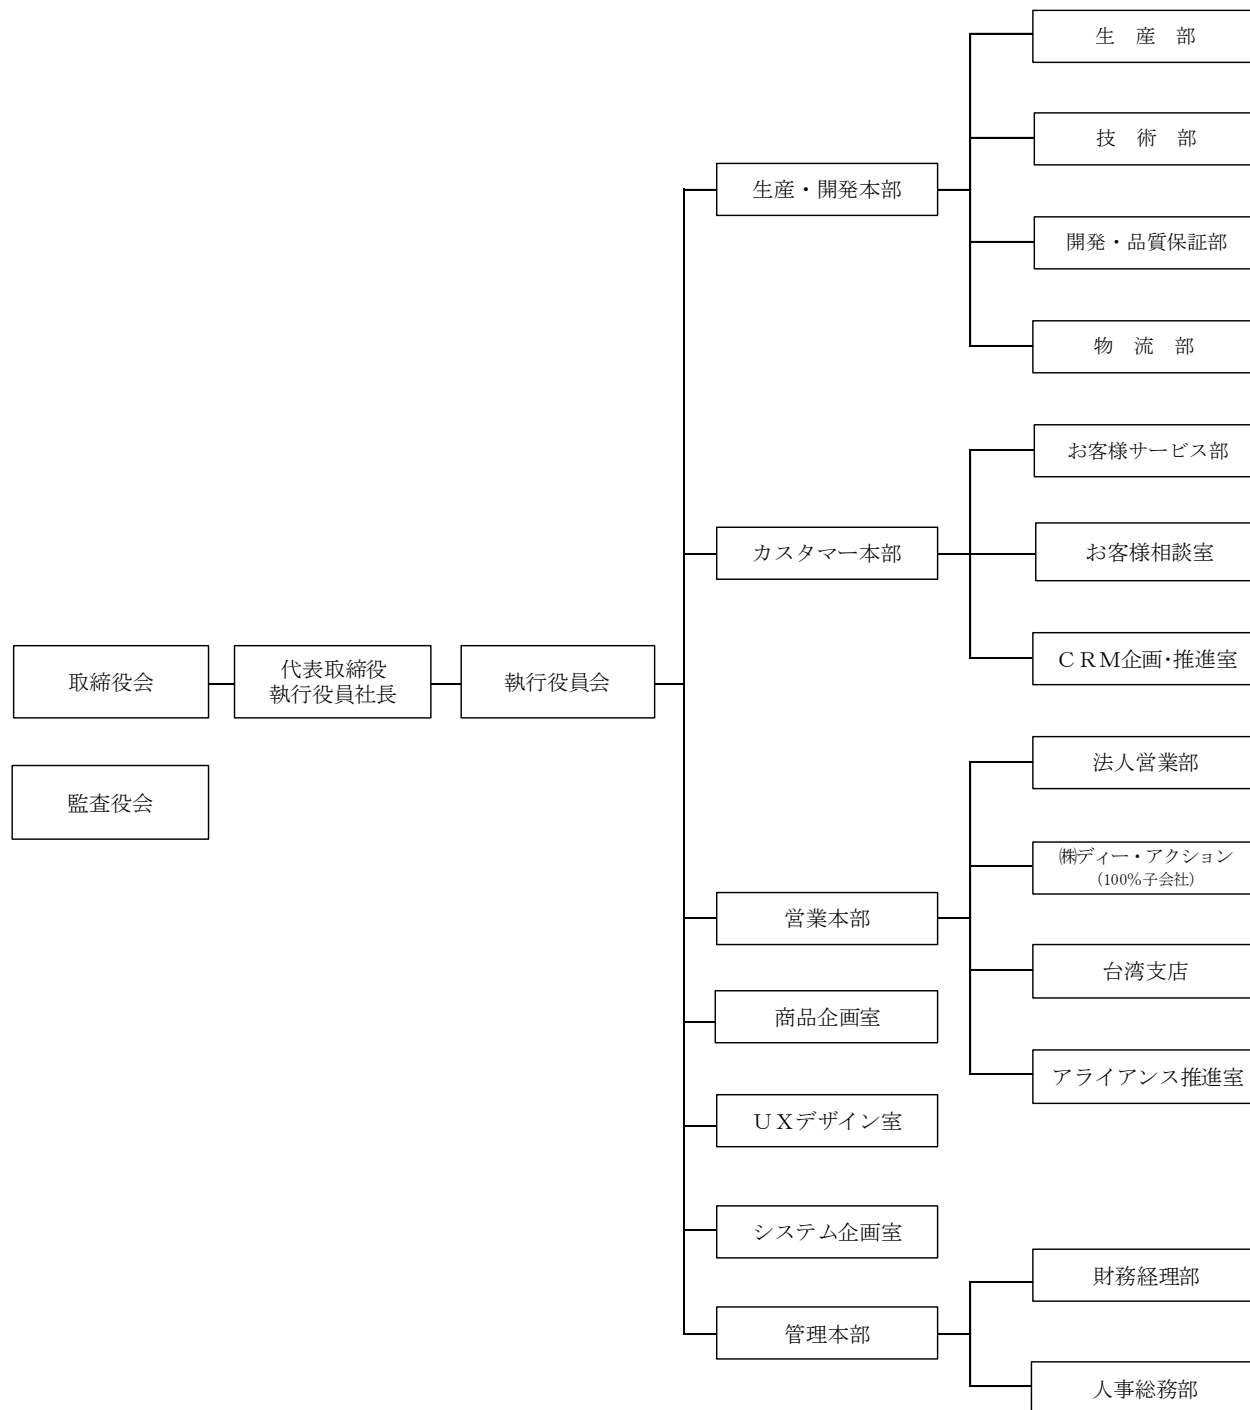 生　産　部
技　術　部
生産・開発本部
開発・品質保証部
物　流　部
お客様サービス部
カスタマー本部
お客様相談室
ＣＲＭ企画･推進室
取締役会
代表取締役
執行役員社長
執行役員会
監査役会
法人営業部
㈱ディー・アクション
(100％子会社)
営業本部
台湾支店
商品企画室
アライアンス推進室
ＵＸデザイン室
システム企画室
財務経理部
管理本部
人事総務部